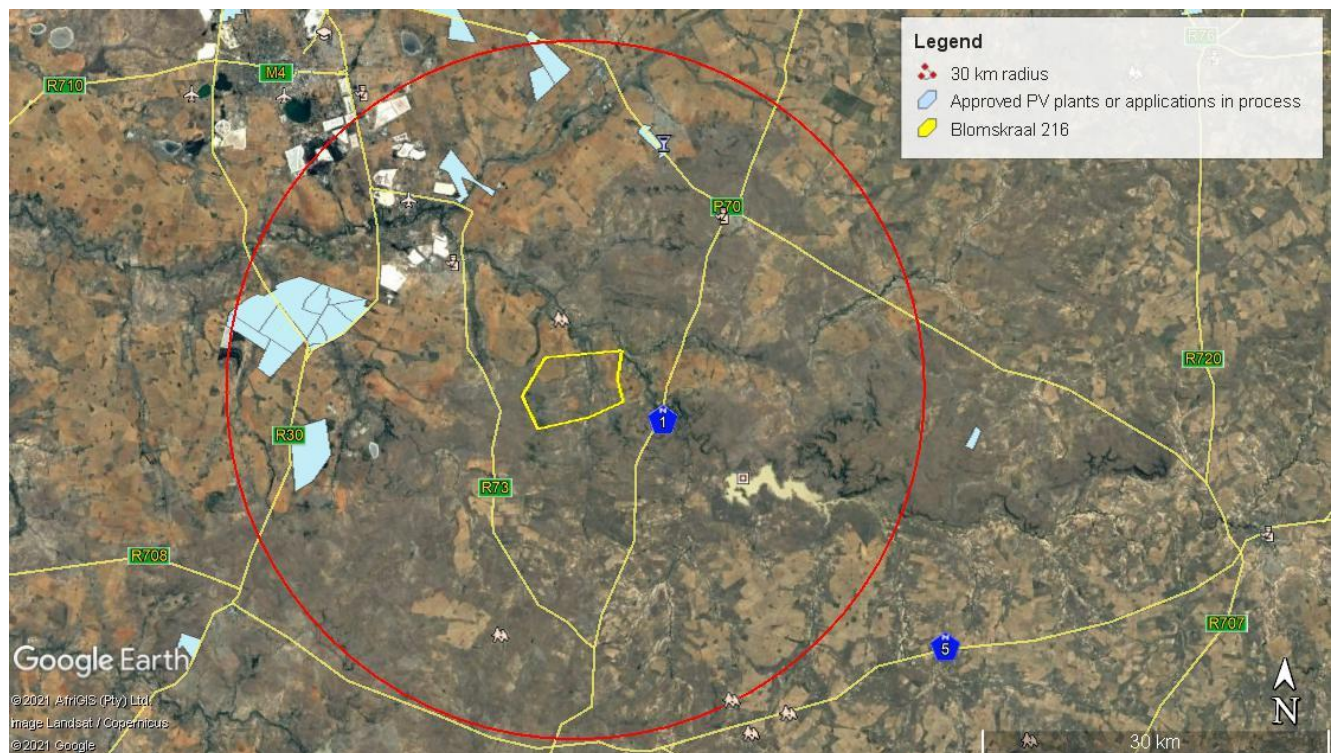 Legend
30 km radius
Approved PV plants or applications in process
Blomskraal 216
R76
M4
R710
R70
R720
1
R30
R73
R708
R707
5
Google Earth
© 2021 AfriGIS (Pty) Ltd.
Image Landsat / Copernicus
© 2021 Google
N
30 km